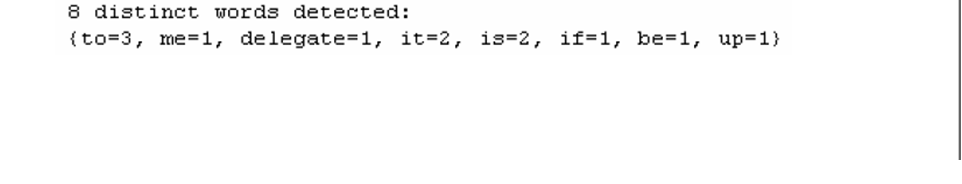 8 distinct words detected:
{to=3, me=1, delegate=1, it=2, is=2, if=1, be=1, up=1}